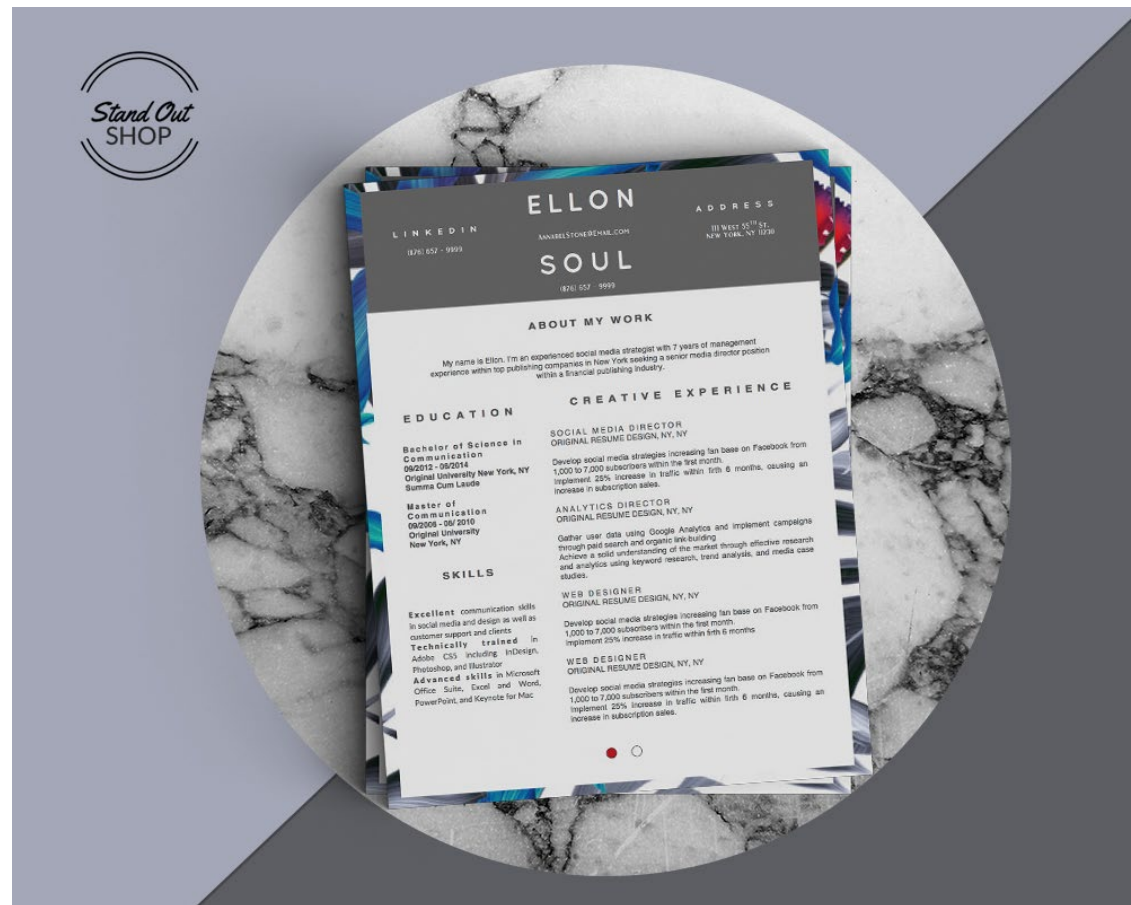 Stand Out
SHOP
ELLON
SOUL
LINKEDIN
(876) 657 - 9999
ANNABELSTONE@EMAIL.COM
(876) 657 - 9999
ADDRESS
111 WEST 55TH ST.
NEW YORK, NY 11230
ABOUT MY WORK
My name is Ellon. I'm an experienced social media strategist with 7 years of management
experience within top publishing companies in New York seeking a senior media director position
within a financial publishing industry.
EDUCATION
Bachelor of Science in
Communication
09/2012 - 06/2014
Original University New York, NY
Summa Cum Laude
Master of
Communication
09/2006 - 06/ 2010
Original University
New York, NY
SKILLS
Excellent communication skills
in social media and design as well as
customer support and clients
Technically trained in
Adobe CS5 including InDesign,
Photoshop, and Illustrator
Advanced skills in Microsoft
Office Suite, Excel and Word,
PowerPoint, and Keynote for Mac
CREATIVE EXPERIENCE
SOCIAL MEDIA DIRECTOR
ORIGINAL RESUME DESIGN, NY, NY
Develop social media strategies increasing fan base on Facebook from
1,000 to 7,000 subscribers within the first month.
Implement 25% increase in traffic within firth 6 months, causing an
increase in subscription sales.
ANALYTICS DIRECTOR
ORIGINAL RESUME DESIGN, NY, NY
Gather user data using Google Analytics and implement campaigns
through paid search and organic link-building
Achieve a solid understanding of the market through effective research
and analytics using keyword research, trend analysis, and media case
studies.
WEB DESIGNER
ORIGINAL RESUME DESIGN, NY, NY
Develop social media strategies increasing fan base on Facebook from
1,000 to 7,000 subscribers within the first month.
Implement 25% increase in traffic within firth 6 months
WEB DESIGNER
ORIGINAL RESUME DESIGN, NY, NY
Develop social media strategies increasing fan base on Facebook from
1,000 to 7,000 subscribers within the first month.
Implement 25% increase in traffic within firth 6 months, causing an
increase in subscription sales.